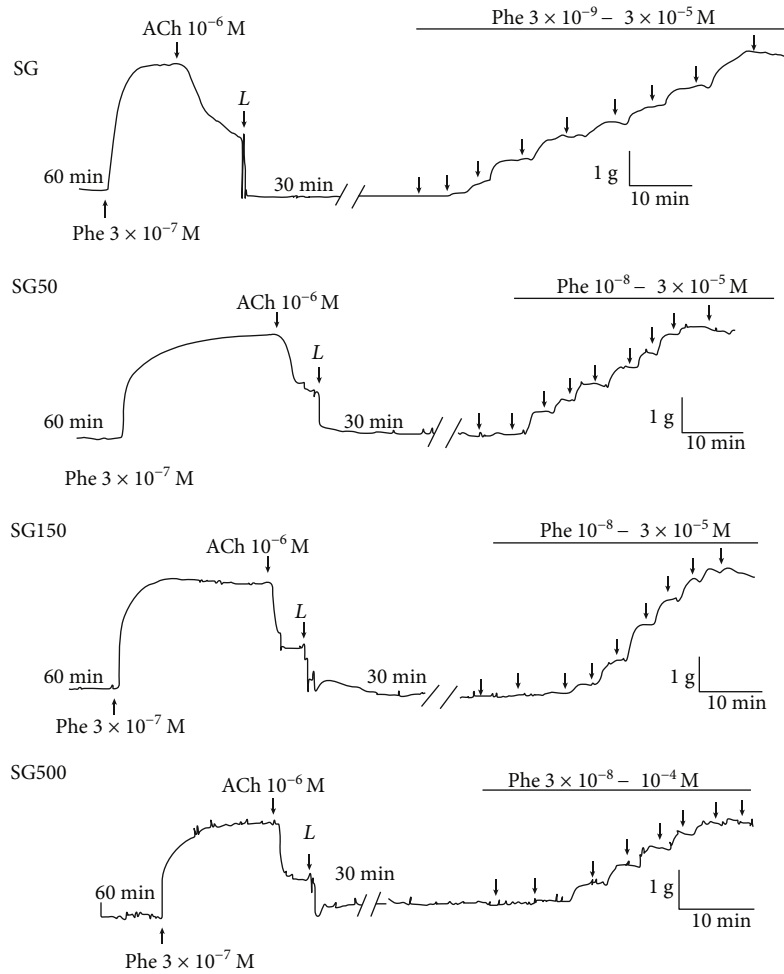 SG
ACh 10⁻⁶ M
Phe 3 × 10⁻⁹ – 3 × 10⁻⁵ M
L
60 min
30 min
1 g
10 min
Phe 3 × 10⁻⁷ M
SG50
ACh 10⁻⁶ M
Phe 10⁻⁸ – 3 × 10⁻⁵ M
L
60 min
30 min
1 g
10 min
Phe 3 × 10⁻⁷ M
SG150
ACh 10⁻⁶ M
Phe 10⁻⁸ – 3 × 10⁻⁵ M
L
60 min
30 min
1 g
10 min
Phe 3 × 10⁻⁷ M
SG500
ACh 10⁻⁶ M
Phe 3 × 10⁻⁸ – 10⁻⁴ M
L
60 min
30 min
1 g
10 min
Phe 3 × 10⁻⁷ M